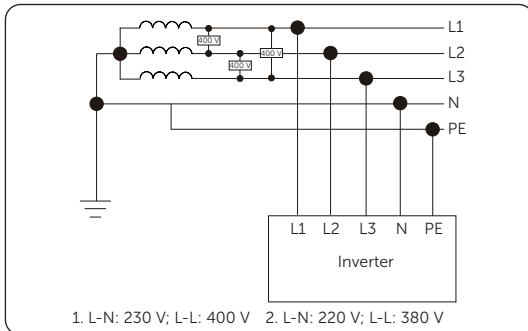 L1
400 V
L2
400 V
400 V
L3
N
PE
L1 L2 L3 N PE
Inverter
1. L-N: 230 V; L-L: 400 V 2. L-N: 220 V; L-L: 380 V